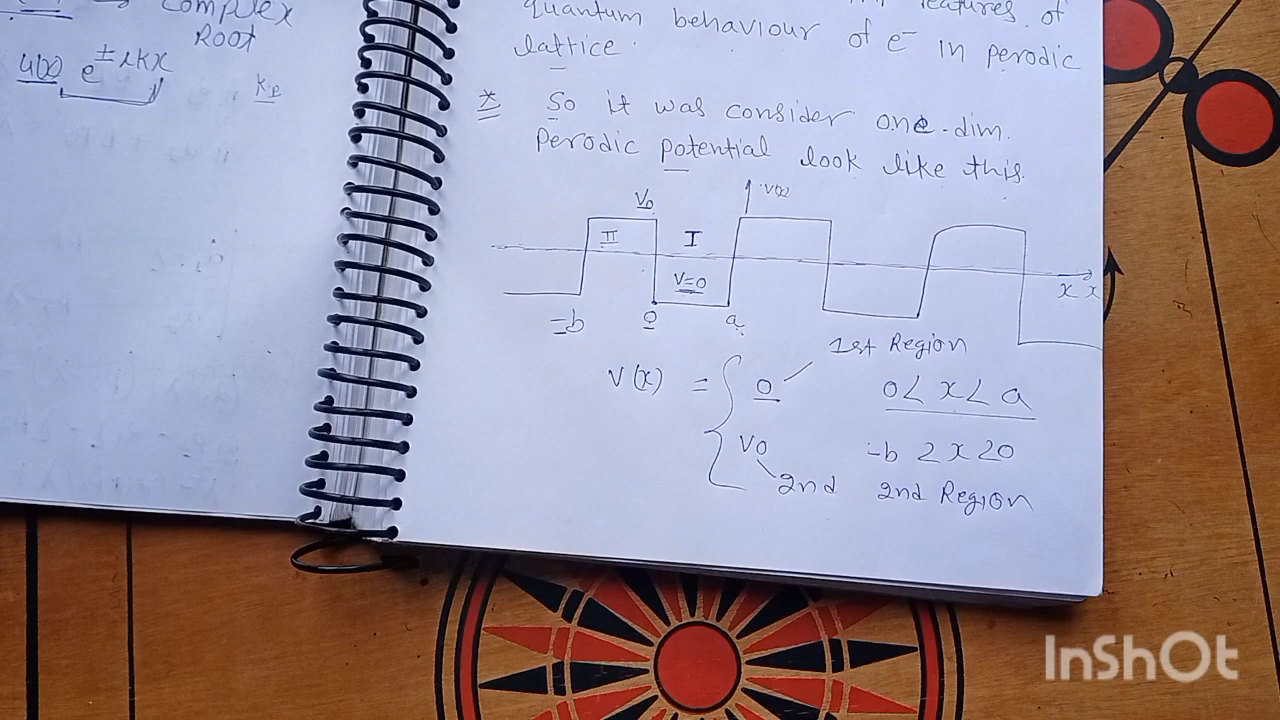 complex
Root
u(x) e^±ikx
features of
quantum behaviour of e⁻ in perodic
lattice
* So it was consider one-dim.
Perodic potential look like this.
V0 V(x)
II I
V=0
x x
-b 0 a
1st Region
V(x) = { 0 0 < x < a
V0 -b < x < 0
2nd 2nd Region
InShOt